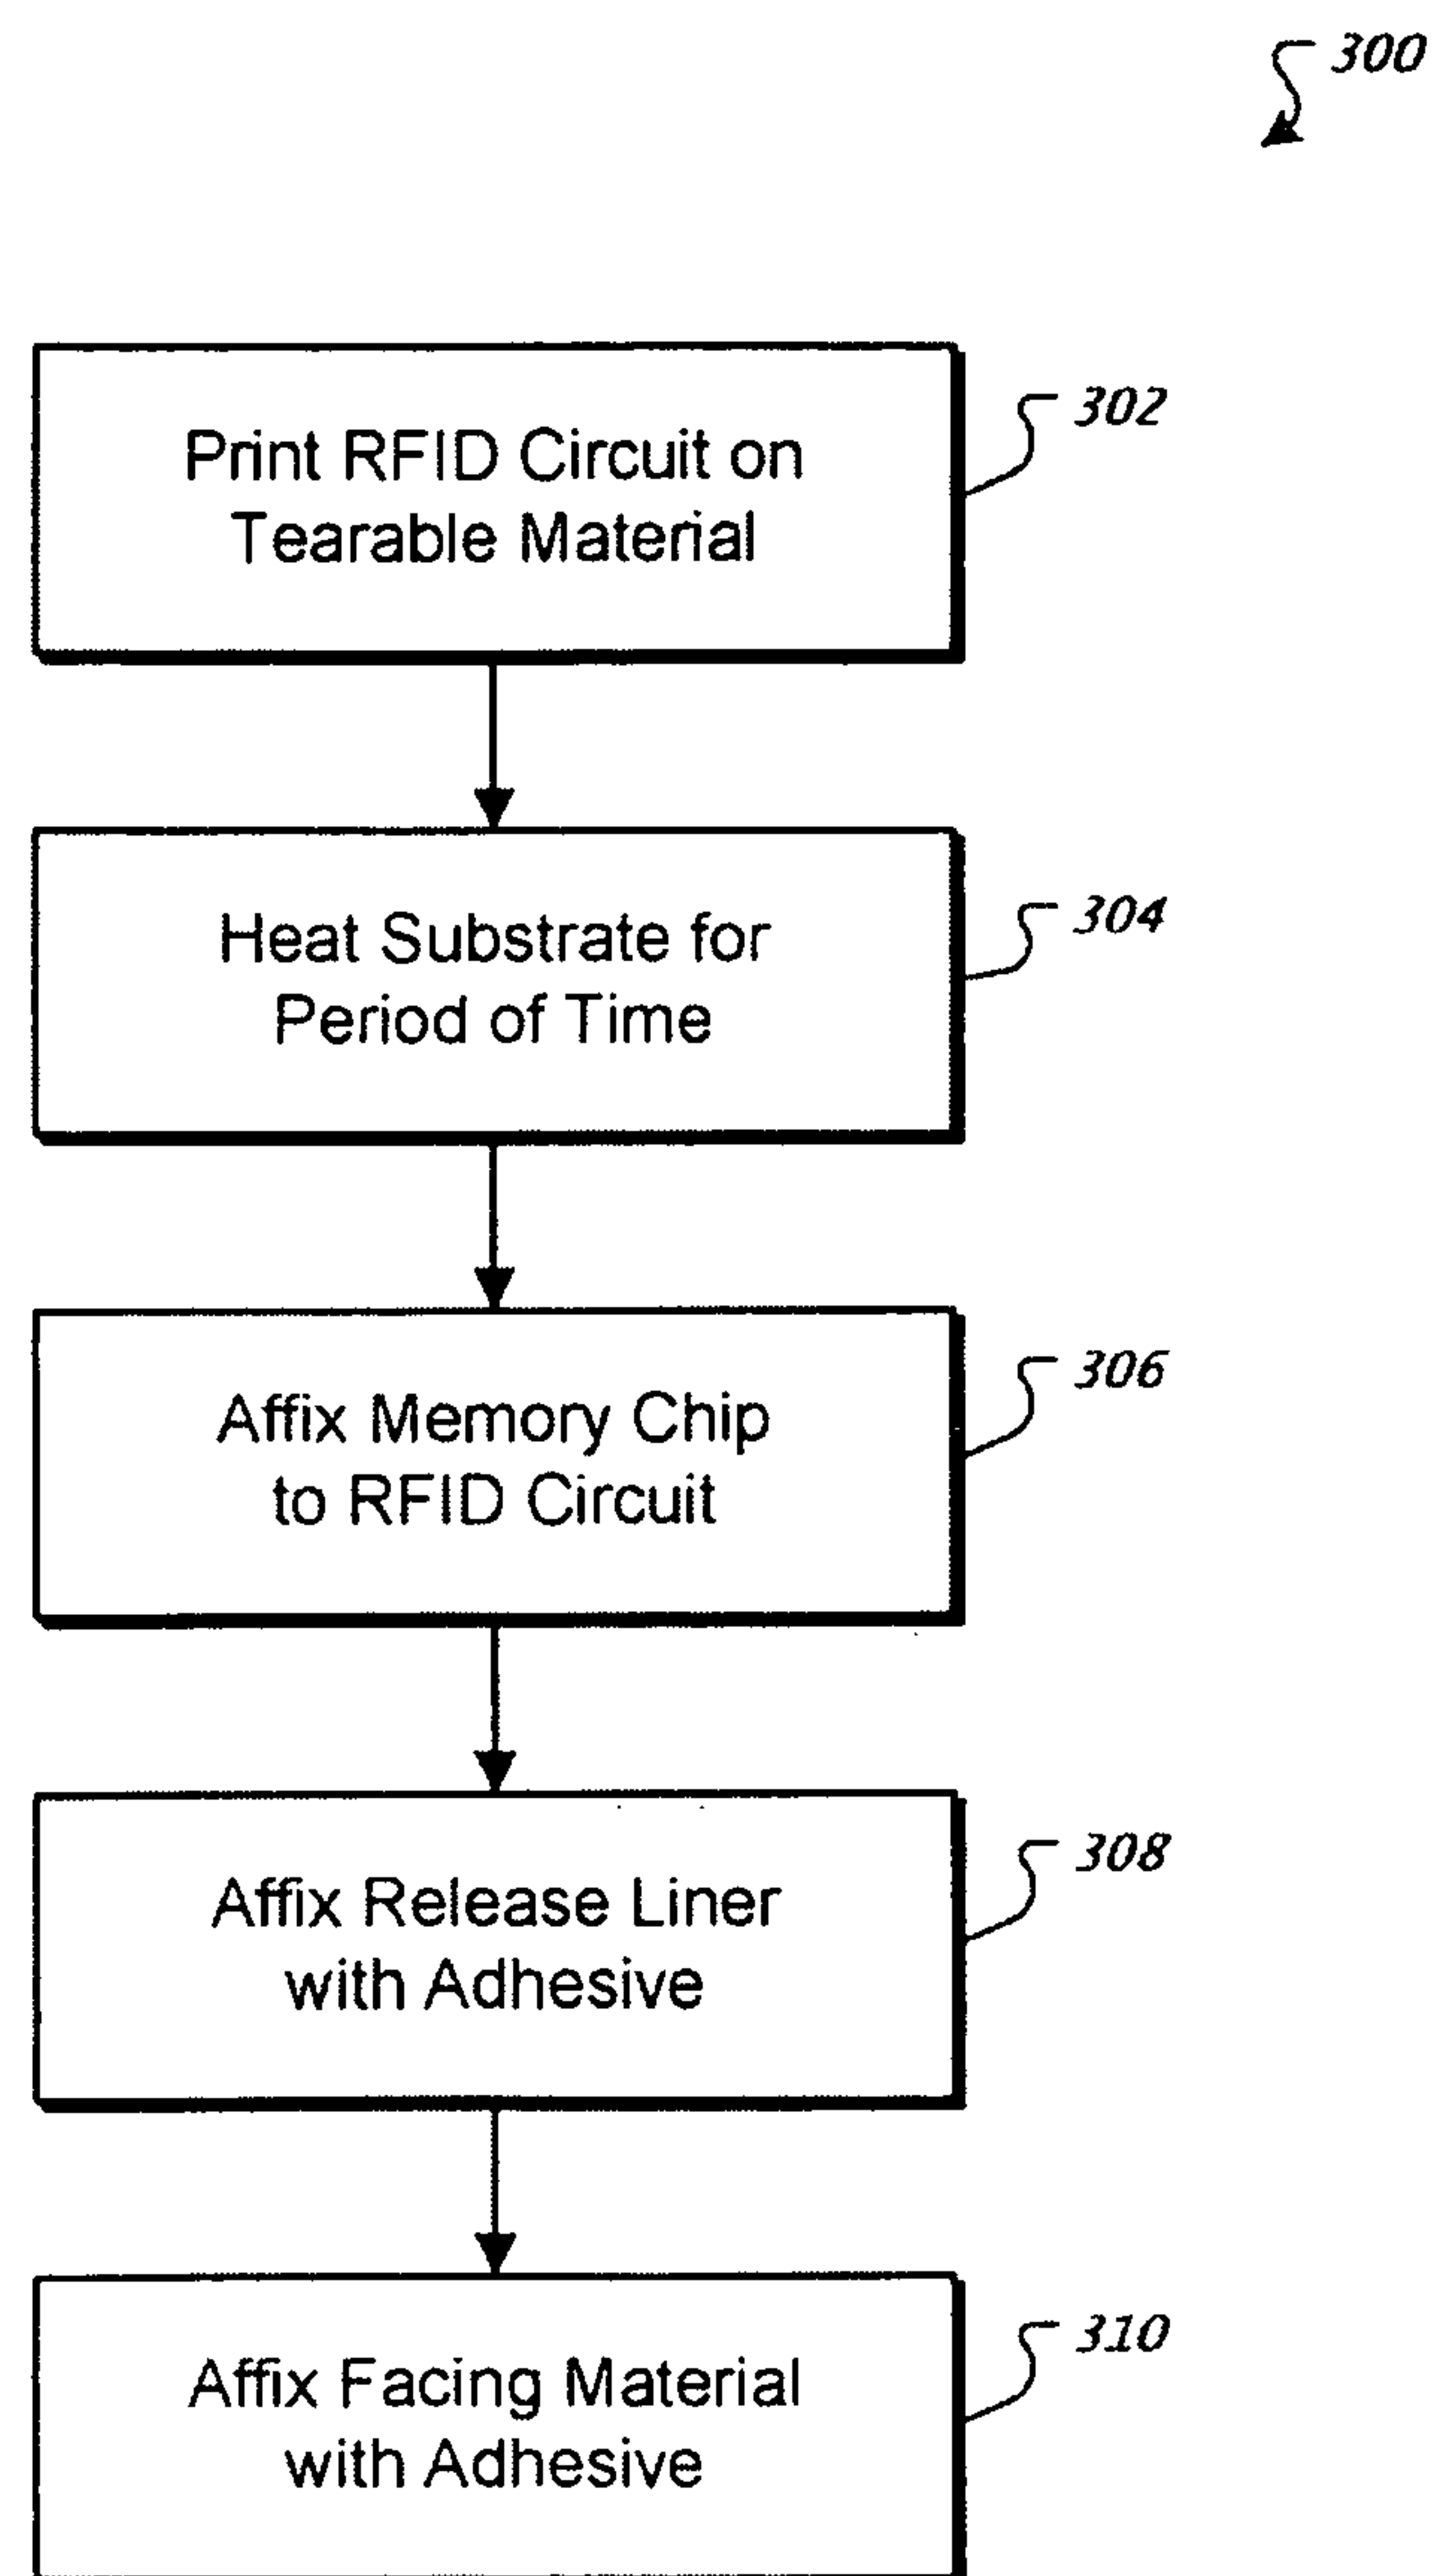 300
Print RFID Circuit on
Tearable Material
302
Heat Substrate for
Period of Time
304
Affix Memory Chip
to RFID Circuit
306
Affix Release Liner
with Adhesive
308
Affix Facing Material
with Adhesive
310